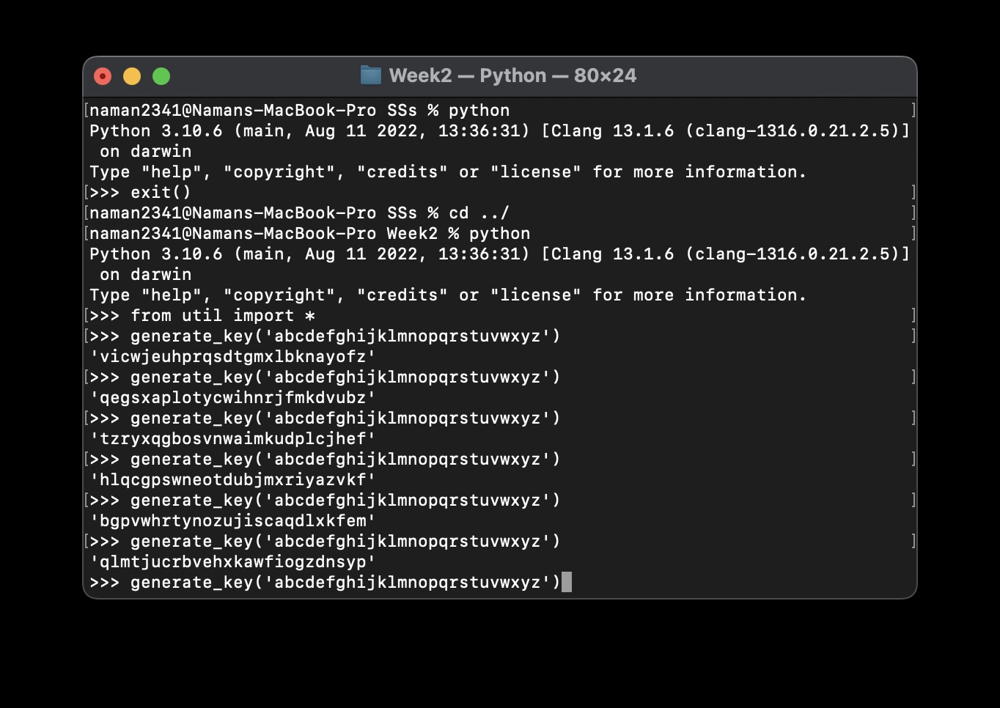 Week2 — Python — 80×24
naman2341@Namans-MacBook-Pro SSs % python
Python 3.10.6 (main, Aug 11 2022, 13:36:31) [Clang 13.1.6 (clang-1316.0.21.2.5)]
on darwin
Type "help", "copyright", "credits" or "license" for more information.
>>> exit()
naman2341@Namans-MacBook-Pro SSs % cd ../
naman2341@Namans-MacBook-Pro Week2 % python
Python 3.10.6 (main, Aug 11 2022, 13:36:31) [Clang 13.1.6 (clang-1316.0.21.2.5)]
on darwin
Type "help", "copyright", "credits" or "license" for more information.
>>> from util import *
>>> generate_key('abcdefghijklmnopqrstuvwxyz')
'vicwjeuhprqsdtgmxlbknayofz'
>>> generate_key('abcdefghijklmnopqrstuvwxyz')
'qegsxaplotycwihnrjfmkdvubz'
>>> generate_key('abcdefghijklmnopqrstuvwxyz')
'tzryxqgbosvnwaimkudplcjhef'
>>> generate_key('abcdefghijklmnopqrstuvwxyz')
'hlqcgpswneotdubjmxriyazvkf'
>>> generate_key('abcdefghijklmnopqrstuvwxyz')
'bgpvwhrtynozujiscaqdlxkfem'
>>> generate_key('abcdefghijklmnopqrstuvwxyz')
'qlmtjucrbvehxkawfiogzdnsyp'
>>> generate_key('abcdefghijklmnopqrstuvwxyz')